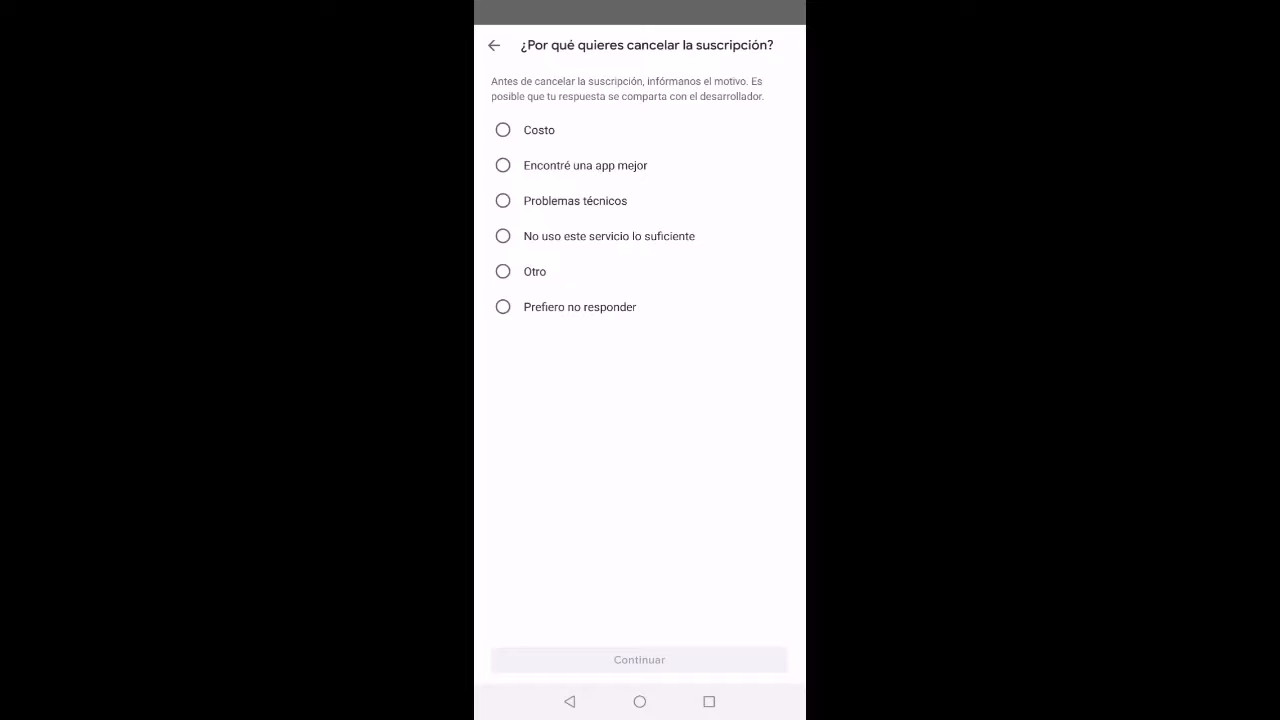 ¿Por qué quieres cancelar la suscripción?
Antes de cancelar la suscripción, infórmanos el motivo. Es
posible que tu respuesta se comparta con el desarrollador.
Costo
Encontré una app mejor
Problemas técnicos
No uso este servicio lo suficiente
Otro
Prefiero no responder
Continuar